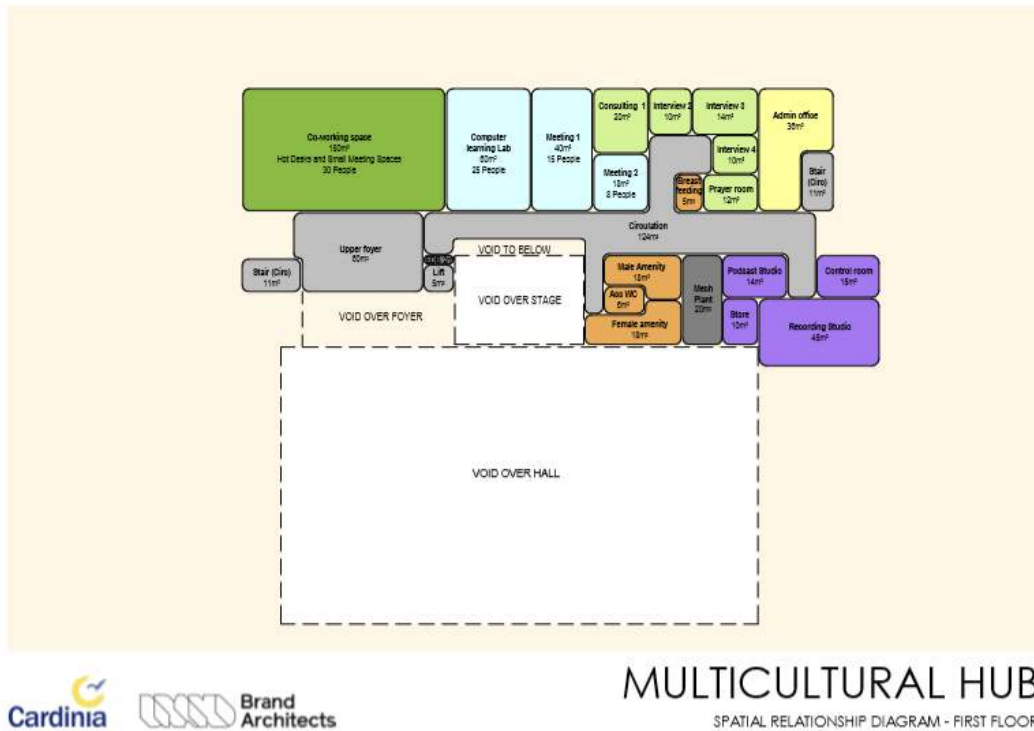 Co-working space
150m²
Hot Desks and Small Meeting Spaces
30 People
Computer
learning Lab
60m²
25 People
Meeting 1
40m²
15 People
Consulting 1
20m²
Interview 2
10m²
Interview 3
14m²
Admin office
36m²
Interview 4
10m²
Meeting 2
18m²
8 People
Breast
feeding
5m²
Prayer room
12m²
Stair
(Circ)
11m²
Upper foyer
60m²
Circulation
124m²
Stair (Circ)
11m²
Lift
5m²
VOID TO BELOW
VOID OVER STAGE
VOID OVER FOYER
Male Amenity
18m²
Acc WC
6m²
Female amenity
18m²
Mech
Plant
20m²
Podcast Studio
14m²
Store
10m²
Control room
15m²
Recording Studio
45m²
VOID OVER HALL
Cardinia
Brand
Architects
MULTICULTURAL HUB
SPATIAL RELATIONSHIP DIAGRAM - FIRST FLOOR